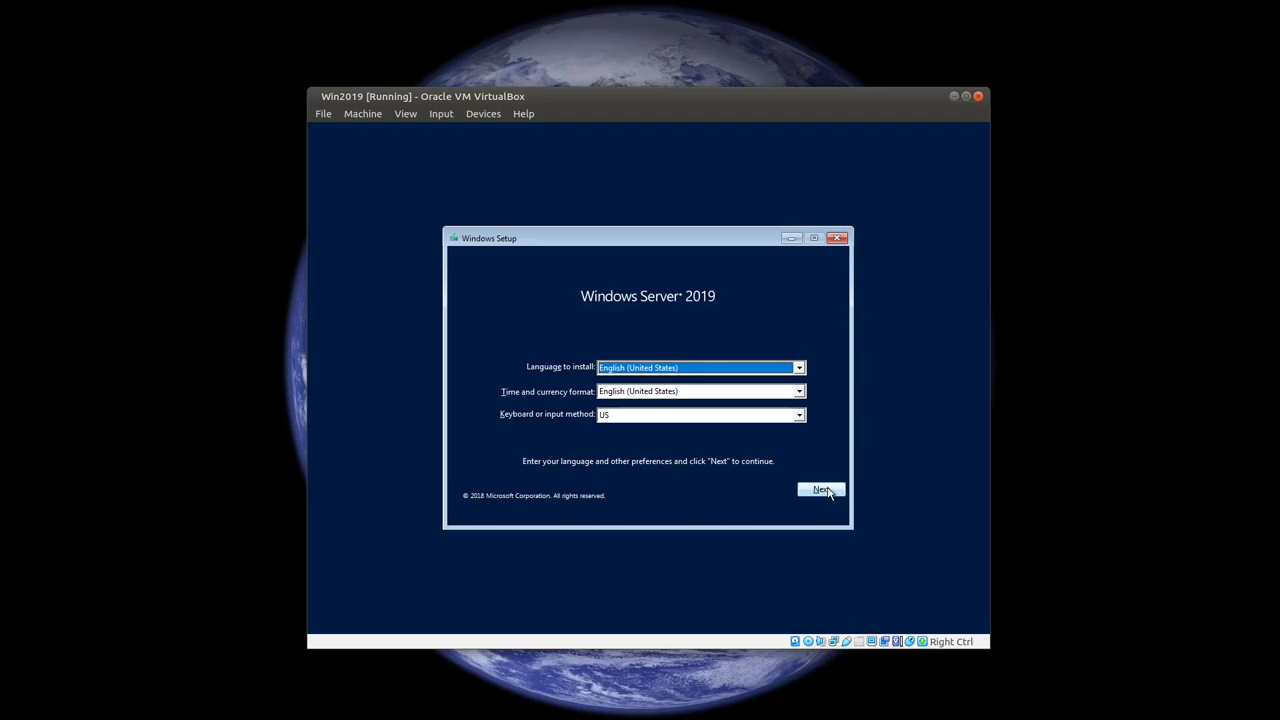 Win2019 [Running] - Oracle VM VirtualBox
File Machine View Input Devices Help
Windows Setup
Windows Server® 2019
Language to install: English (United States)
Time and currency format: English (United States)
Keyboard or input method: US
Enter your language and other preferences and click "Next" to continue.
Next
© 2018 Microsoft Corporation. All rights reserved.
Right Ctrl